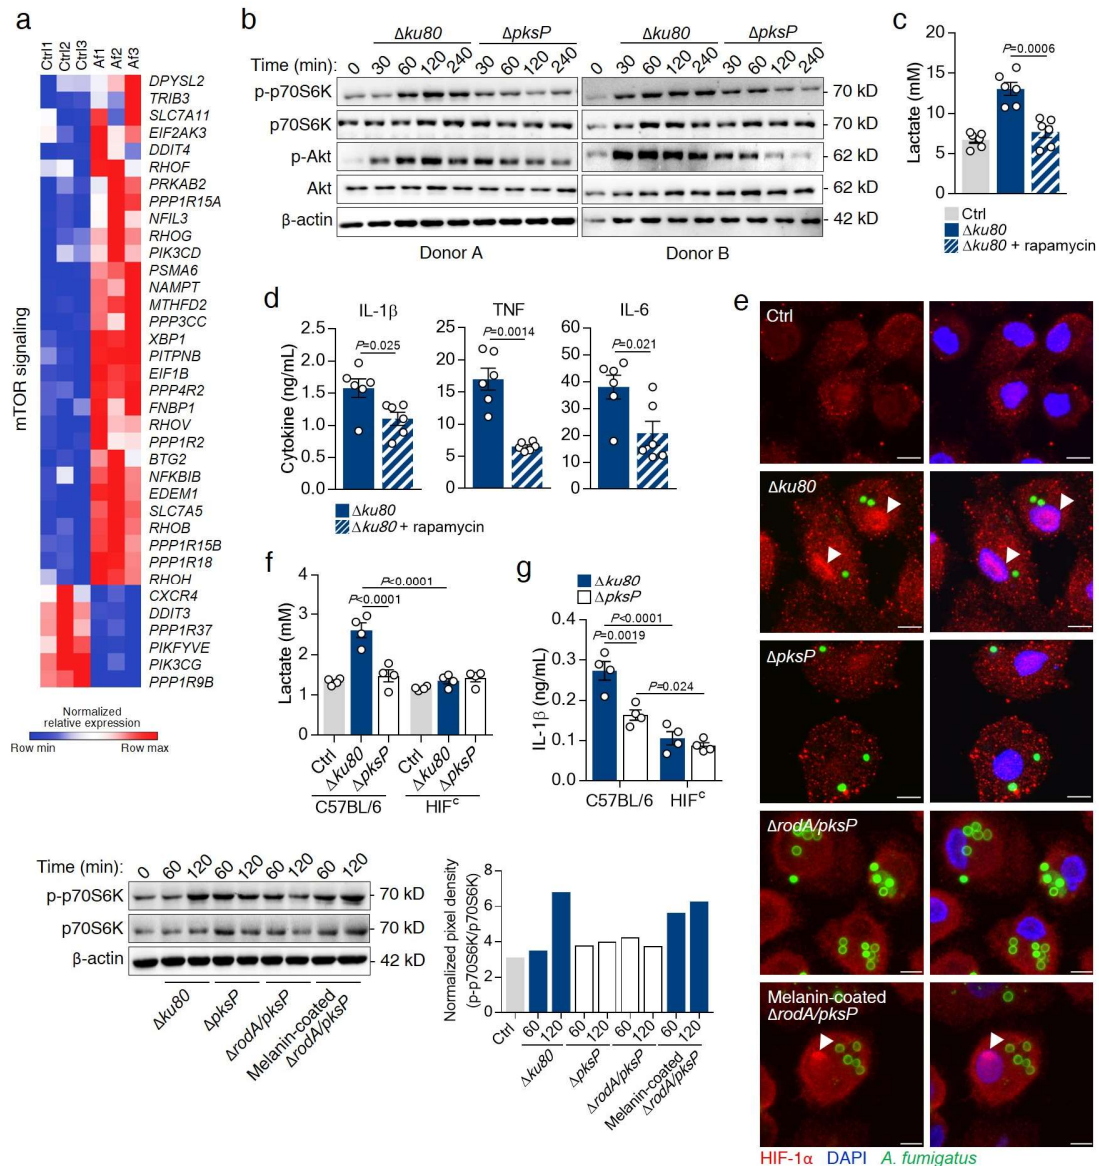 a
Ctrl1
Ctrl2
Ctrl3
Af1
Af2
Af3
mTOR signaling
DPYSL2
TRIB3
SLC7A11
EIF2AK3
DDIT4
RHOF
PRKAB2
PPP1R15A
NFIL3
RHOG
PIK3CD
PSMA6
NAMPT
MTHFD2
PPP3CC
XBP1
PITPNB
EIF1B
PPP4R2
FNBP1
RHOV
PPP1R2
BTG2
NFKBIB
EDEM1
SLC7A5
RHOB
PPP1R15B
PPP1R18
RHOH
CXCR4
DDIT3
PPP1R37
PIKFYVE
PIK3CG
PPP1R9B
Normalized
relative expression
Row min Row max
b
Δku80 ΔpksP Δku80 ΔpksP
Time (min): 0 30 60 120 240 30 60 120 240 0 30 60 120 240 30 60 120 240
p-p70S6K - 70 kD
p70S6K - 70 kD
p-Akt - 62 kD
Akt - 62 kD
β-actin - 42 kD
Donor A Donor B
c
P=0.0006
Lactate (mM)
20
15
10
5
0
Ctrl
Δku80
Δku80 + rapamycin
d
IL-1β TNF IL-6
P=0.025 P=0.0014 P=0.021
Cytokine (ng/mL)
2.5
2.0
1.5
1.0
0.5
0.0
25
20
15
10
5
0
60
50
40
30
20
10
0
Δku80
Δku80 + rapamycin
e
Ctrl
Δku80
ΔpksP
ΔrodA/pksP
Melanin-coated
ΔrodA/pksP
HIF-1α DAPI A. fumigatus
f
P<0.0001
P<0.0001
Lactate (mM)
4
3
2
1
0
Ctrl Δku80 ΔpksP Ctrl Δku80 ΔpksP
C57BL/6 HIFᶜ
g
Δku80
ΔpksP
P<0.0001
P=0.0019
P=0.024
IL-1β (ng/mL)
0.3
0.2
0.1
0.0
C57BL/6 HIFᶜ
Time (min): 0 60 120 60 120 60 120 60 120
p-p70S6K - 70 kD
p70S6K - 70 kD
β-actin - 42 kD
Δku80
ΔpksP
ΔrodA/pksP
Melanin-coated
ΔrodA/pksP
Normalized pixel density
(p-p70S6K/p70S6K)
8
6
4
2
0
Ctrl 60 120 60 120 60 120 60 120
Δku80
ΔpksP
ΔrodA/pksP
Melanin-coated
ΔrodA/pksP